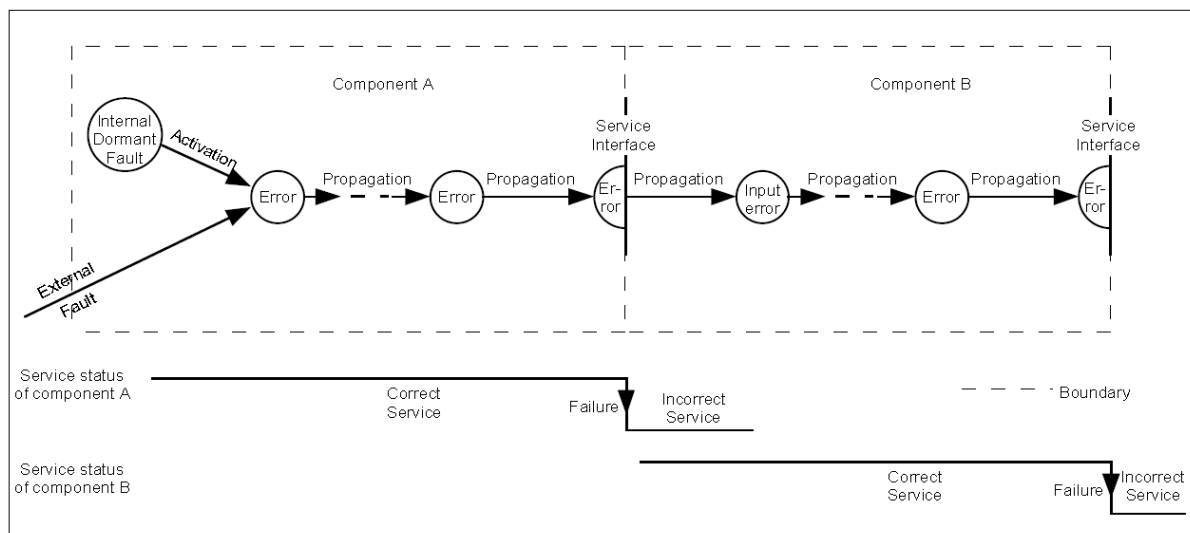 Component A
Component B
Internal
Dormant
Fault
Activation
Service
Interface
Service
Interface
Error
Propagation
Error
Propagation
Er-
ror
Propagation
Input
error
Propagation
Error
Propagation
Er-
ror
External
Fault
Service status
of component A
Correct
Service
Failure
Incorrect
Service
Boundary
Service status
of component B
Correct
Service
Failure
Incorrect
Service